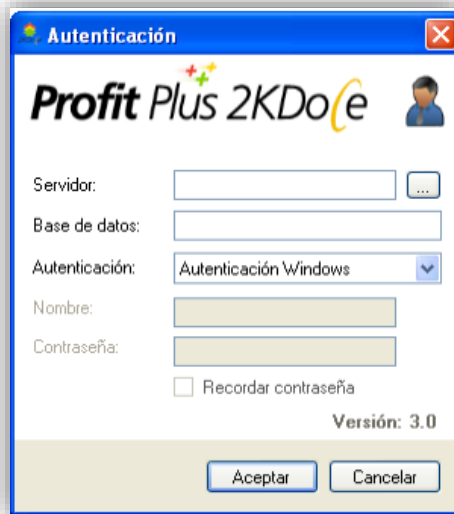 Autenticación
Profit Plus 2KDoce
Servidor:
...
Base de datos:
Autenticación: Autenticación Windows
Nombre:
Contraseña:
Recordar contraseña
Versión: 3.0
Aceptar Cancelar